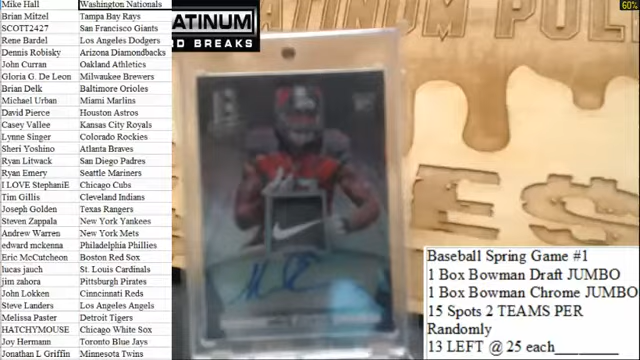 Mike Hall Washington Nationals
Brian Mitzel Tampa Bay Rays
SCOTT2427 San Francisco Giants
Rene Bardel Los Angeles Dodgers
Dennis Robisky Arizona Diamondbacks
John Curran Oakland Athletics
Gloria G. De Leon Milwaukee Brewers
Brian Delk Baltimore Orioles
Michael Urban Miami Marlins
David Pierce Houston Astros
Casey Vallee Kansas City Royals
Lynne Singer Colorado Rockies
Sheri Yoshino Atlanta Braves
Ryan Litwack San Diego Padres
Ryan Emery Seattle Mariners
I LOVE StephaniE Chicago Cubs
Tim Gillis Cleveland Indians
Joseph Golden Texas Rangers
Steven Zappala New York Yankees
Andrew Warren New York Mets
edward mckenna Philadelphia Phillies
Eric McCutcheon Boston Red Sox
lucas jauch St. Louis Cardinals
jim zahora Pittsburgh Pirates
John Lokken Cinncinati Reds
Steve Landers Los Angeles Angels
Melissa Paster Detroit Tigers
HATCHYMOUSE Chicago White Sox
Joy Hermann Toronto Blue Jays
Jonathan L Griffin Minnesota Twins
60%
Baseball Spring Game #1
1 Box Bowman Draft JUMBO
1 Box Bowman Chrome JUMBO
15 Spots 2 TEAMS PER
Randomly
13 LEFT @ 25 each